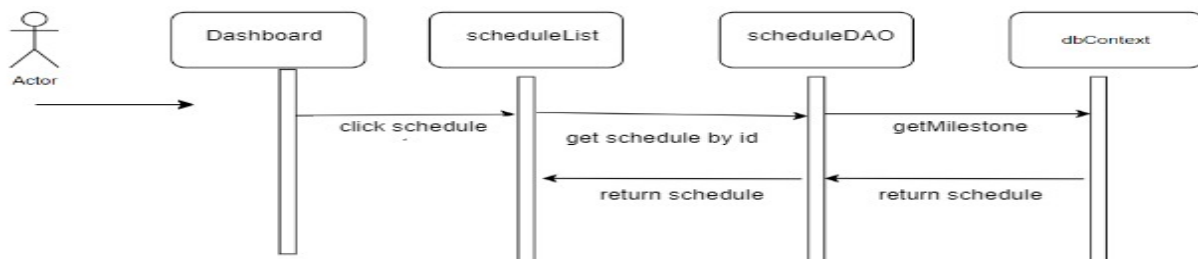 Dashboard
scheduleList
scheduleDAO
dbContext
Actor
click schedule
get schedule by id
getMilestone
return schedule
return schedule